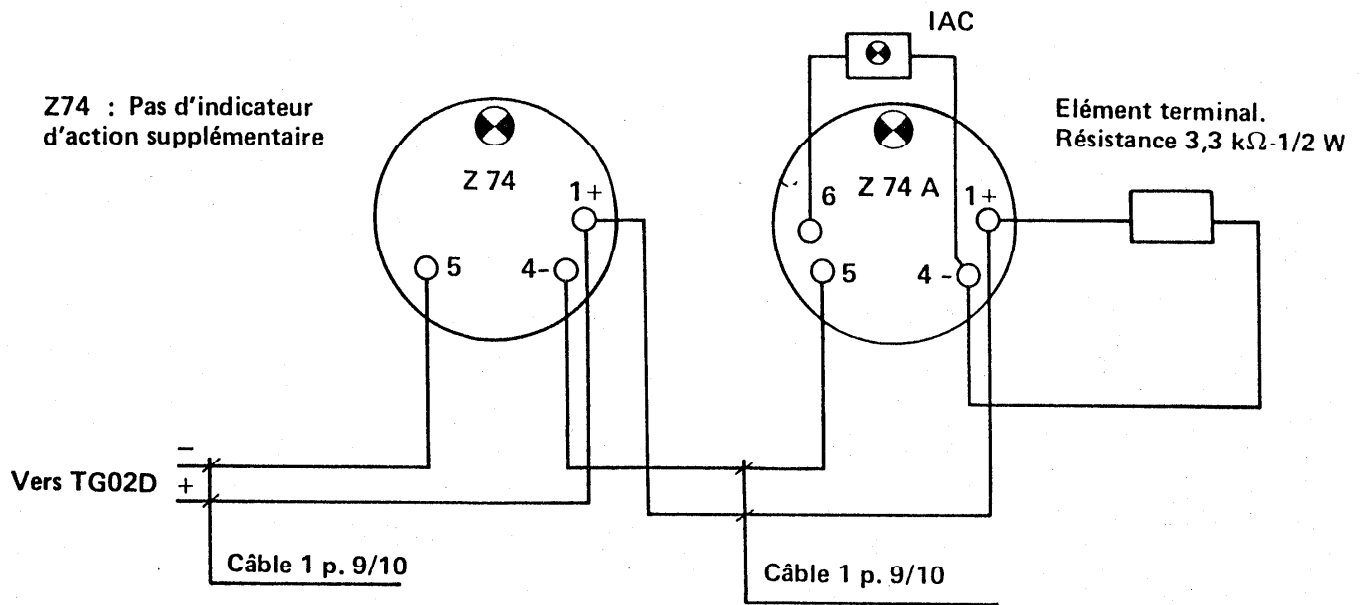 IAC
Z74 : Pas d'indicateur
d'action supplémentaire
Elément terminal.
Résistance 3,3 kΩ-1/2 W
Z 74
1+
5
4-
6
Z 74 A
1+
5
4 -
−
Vers TG02D
+
Câble 1 p. 9/10
Câble 1 p. 9/10